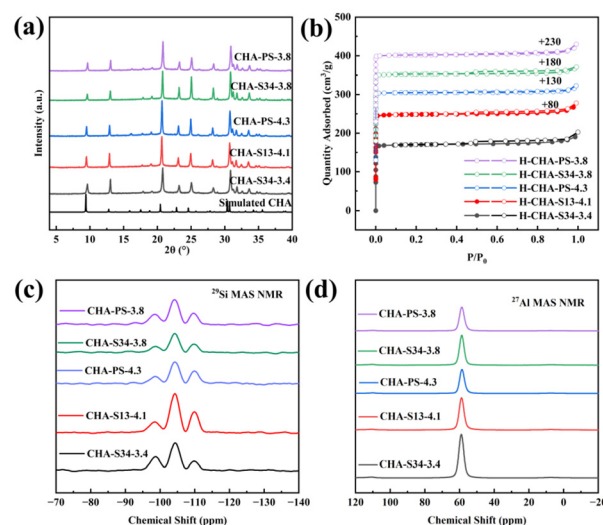 (a)
CHA-PS-3.8
CHA-S34-3.8
CHA-PS-4.3
CHA-S13-4.1
CHA-S34-3.4
Simulated CHA
Intensity (a.u.)
5 10 15 20 25 30 35 40
2θ (°)
(b)
450
400
350
300
250
200
150
100
50
0
Quantity Adsorbed (cm³/g)
+230
+180
+130
+80
H-CHA-PS-3.8
H-CHA-S34-3.8
H-CHA-PS-4.3
H-CHA-S13-4.1
H-CHA-S34-3.4
0.0 0.2 0.4 0.6 0.8 1.0
P/P₀
(c)
²⁹Si MAS NMR
CHA-PS-3.8
CHA-S34-3.8
CHA-PS-4.3
CHA-S13-4.1
CHA-S34-3.4
−70 −80 −90 −100 −110 −120 −130 −140
Chemical Shift (ppm)
(d)
²⁷Al MAS NMR
CHA-PS-3.8
CHA-S34-3.8
CHA-PS-4.3
CHA-S13-4.1
CHA-S34-3.4
120 100 80 60 40 20 0 −20
Chemical Shift (ppm)